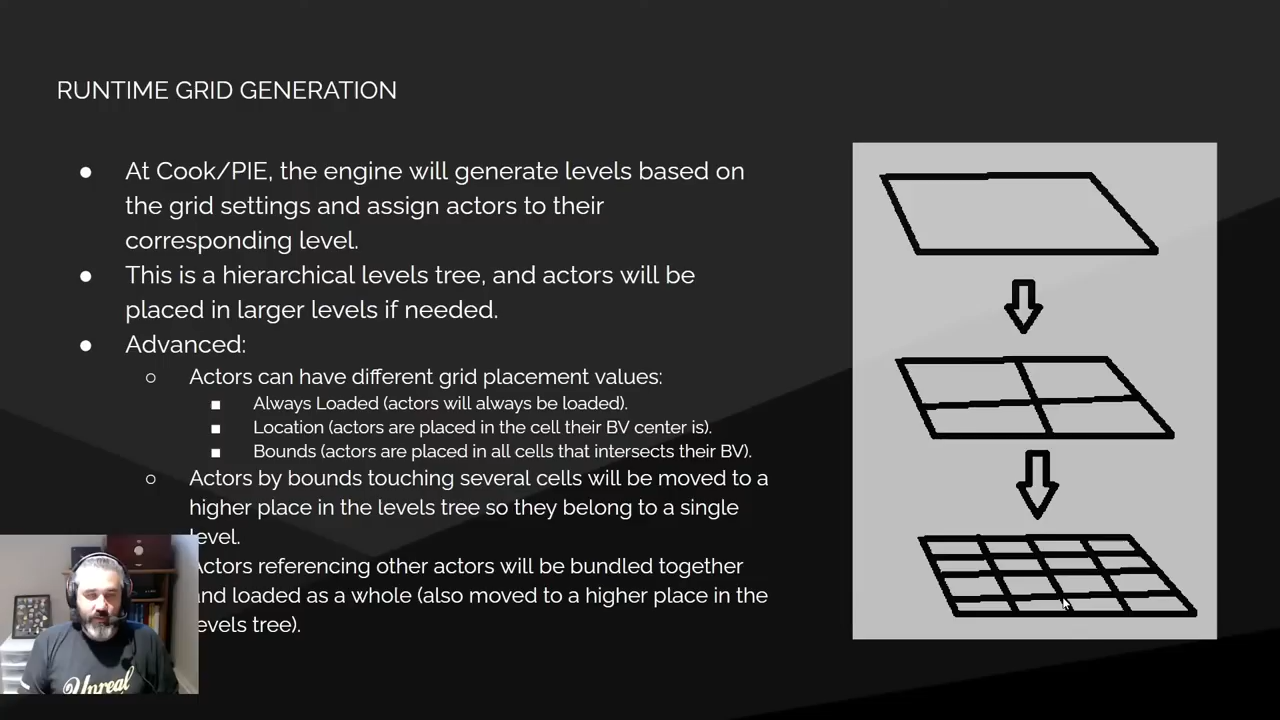 RUNTIME GRID GENERATION
● At Cook/PIE, the engine will generate levels based on
the grid settings and assign actors to their
corresponding level.
● This is a hierarchical levels tree, and actors will be
placed in larger levels if needed.
● Advanced:
○ Actors can have different grid placement values:
■ Always Loaded (actors will always be loaded).
■ Location (actors are placed in the cell their BV center is).
■ Bounds (actors are placed in all cells that intersects their BV).
○ Actors by bounds touching several cells will be moved to a
higher place in the levels tree so they belong to a single
level.
Actors referencing other actors will be bundled together
and loaded as a whole (also moved to a higher place in the
levels tree).
Unreal